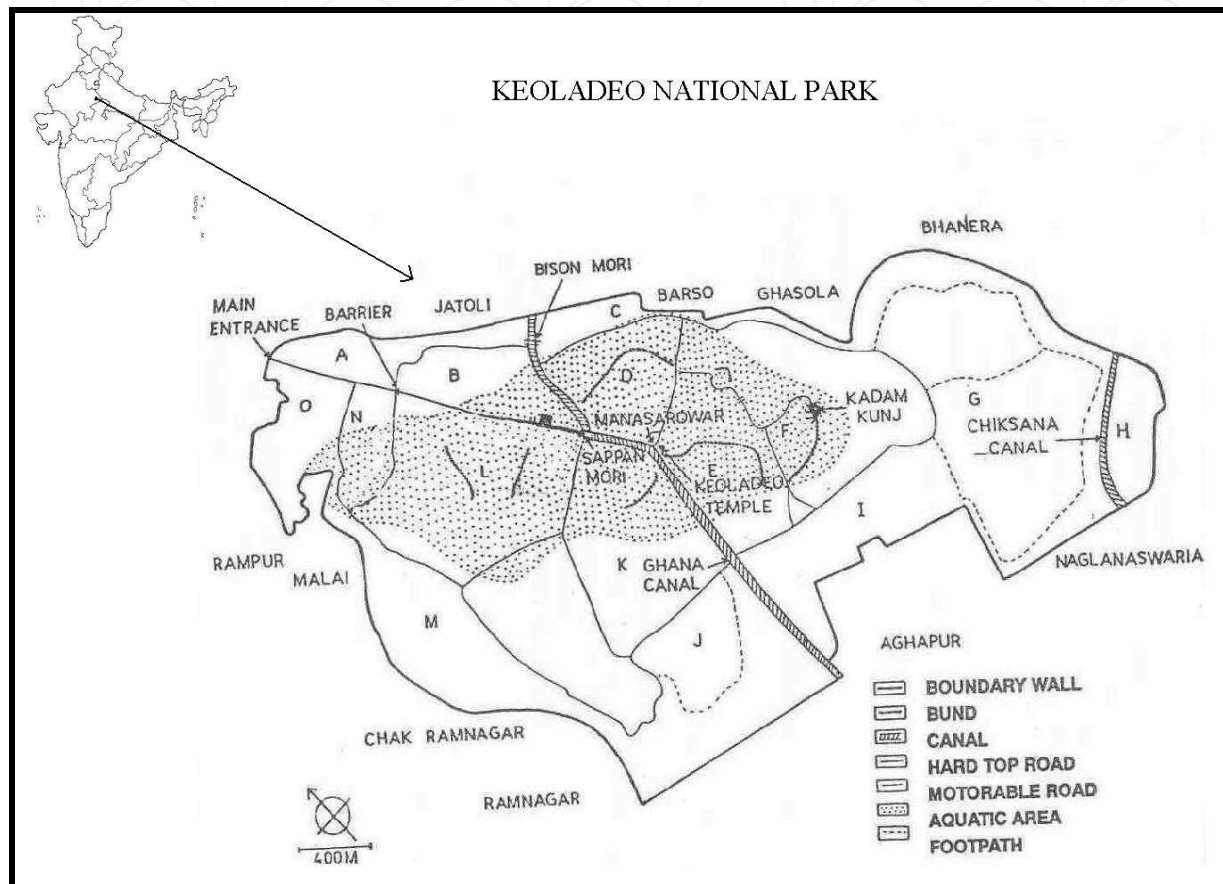 KEOLADEO NATIONAL PARK
BHANERA
BISON MORI
MAIN
ENTRANCE
BARRIER
JATOLI
BARSO
GHASOLA
C
A
B
D
O
N
MANASAROWAR
F
KADAM
KUNJ
G
CHIKSANA
CANAL
H
L
SAPPAN
MORI
E
KEOLADEO
TEMPLE
I
RAMPUR
MALAI
K
GHANA
CANAL
NAGLANASWARIA
M
J
AGHAPUR
CHAK RAMNAGAR
RAMNAGAR
BOUNDARY WALL
BUND
CANAL
HARD TOP ROAD
MOTORABLE ROAD
AQUATIC AREA
FOOTPATH
400M